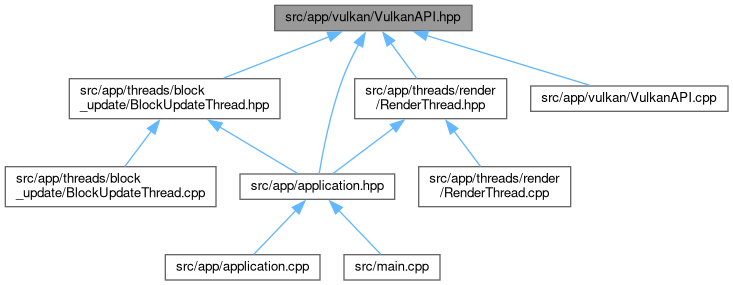 src/app/vulkan/VulkanAPI.hpp
src/app/threads/block
_update/BlockUpdateThread.hpp
src/app/threads/render
/RenderThread.hpp
src/app/vulkan/VulkanAPI.cpp
src/app/threads/block
_update/BlockUpdateThread.cpp
src/app/application.hpp
src/app/threads/render
/RenderThread.cpp
src/app/application.cpp
src/main.cpp